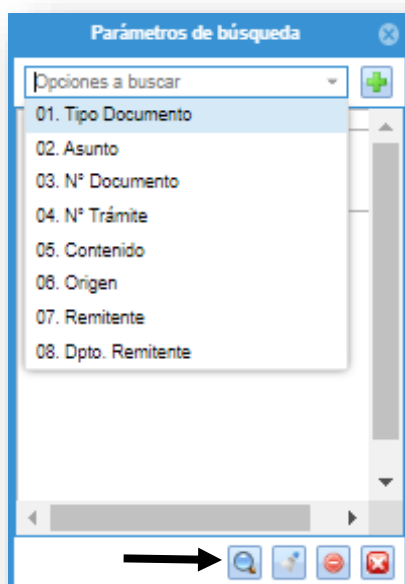 Parámetros de búsqueda
Opciones a buscar
01. Tipo Documento
02. Asunto
03. N° Documento
04. N° Trámite
05. Contenido
06. Origen
07. Remitente
08. Dpto. Remitente